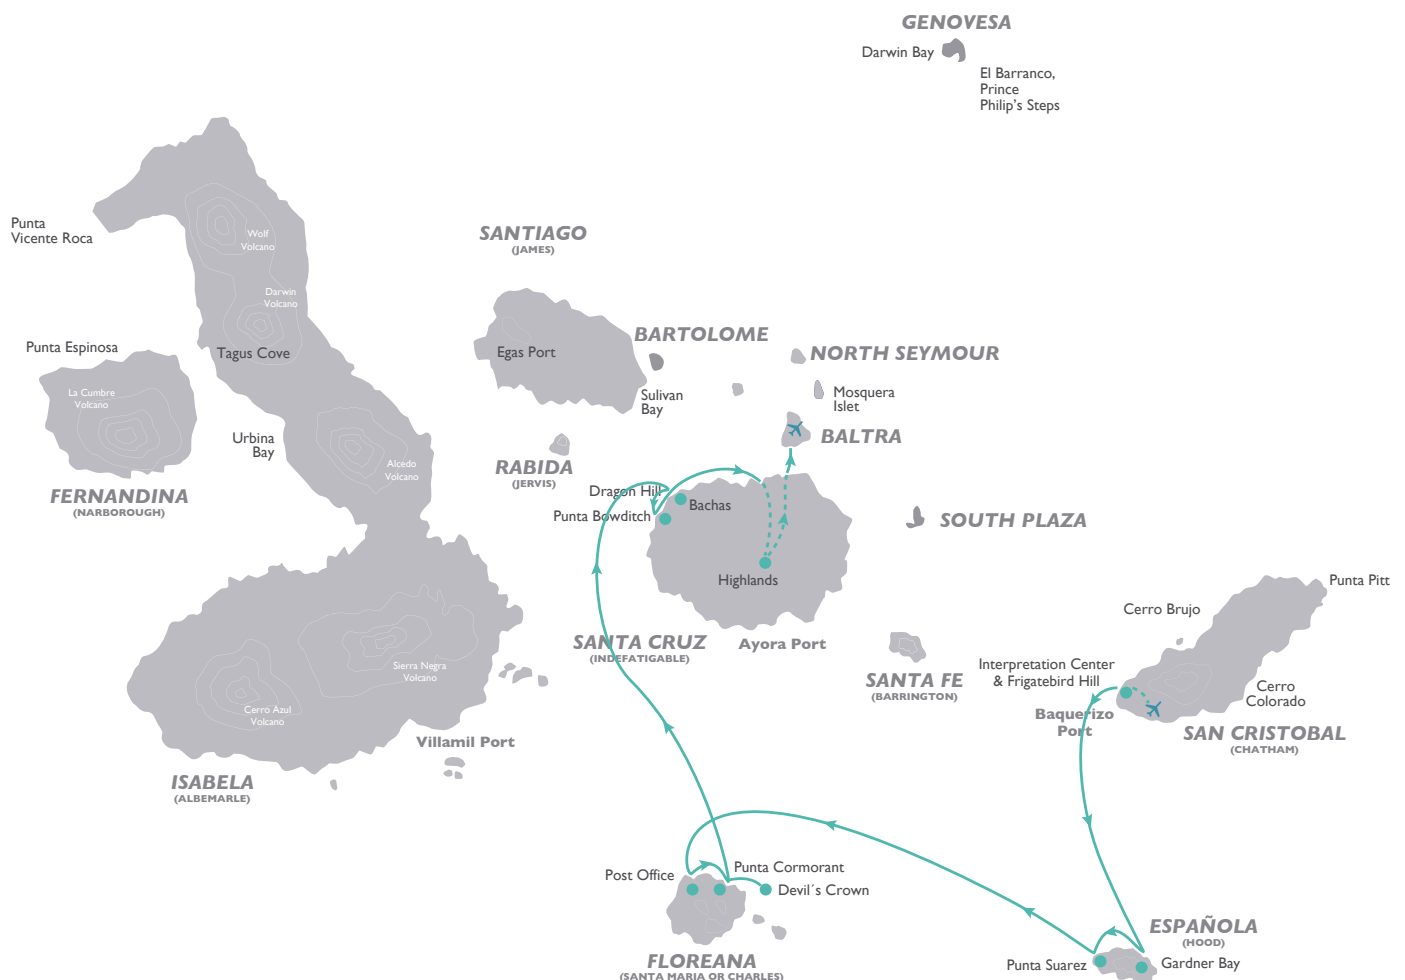 GENOVESA
Darwin Bay
El Barranco,
Prince
Philip's Steps
Punta
Vicente Roca
Wolf
Volcano
Darwin
Volcano
Tagus Cove
Punta Espinosa
La Cumbre
Volcano
FERNANDINA
(NARBOROUGH)
Urbina
Bay
Alcedo
Volcano
SANTIAGO
(JAMES)
Egas Port
BARTOLOME
Sulivan
Bay
NORTH SEYMOUR
Mosquera
Islet
BALTRA
RABIDA
(JERVIS)
Dragon Hill
Bachas
Punta Bowditch
Highlands
SOUTH PLAZA
SANTA CRUZ
(INDEFATIGABLE)
Ayora Port
SANTA FE
(BARRINGTON)
Punta Pitt
Cerro Brujo
Interpretation Center
& Frigatebird Hill
Cerro
Colorado
Baquerizo
Port
SAN CRISTOBAL
(CHATHAM)
Sierra Negra
Volcano
Cerro Azul
Volcano
Villamil Port
ISABELA
(ALBEMARLE)
Post Office
Punta Cormorant
Devil´s Crown
FLOREANA
(SANTA MARIA OR CHARLES)
ESPAÑOLA
(HOOD)
Punta Suarez
Gardner Bay